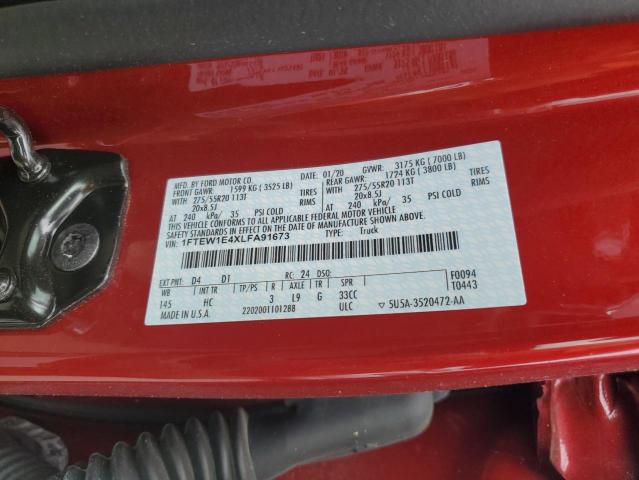 MFD. BY FORD MOTOR CO.
01/20 GVWR: 3175 KG ( 7000 LB)
FRONT GAWR: 1599 KG ( 3525 LB) REAR GAWR: 1724 KG ( 3800 LB)
WITH 275/55R20 113T TIRES WITH 275/55R20 113T TIRES
20x8.5J RIMS 20x8.5J RIMS
AT 240 kPa/ 35 PSI COLD AT 240 kPa/ 35 PSI COLD
THIS VEHICLE CONFORMS TO ALL APPLICABLE FEDERAL MOTOR VEHICLE
SAFETY STANDARDS IN EFFECT ON THE DATE OF MANUFACTURE SHOWN ABOVE.
VIN: 1FTEW1E4XLFA91673 TYPE: Truck
EXT PNT: D4 D1 RC: 24 DSO: F0094
WB INT TR TP/PS R AXLE TR SPR T0443
145 HC 3 L9 G 33CC
MADE IN U.S.A. 2202001101288 ULC ▽ 5U5A-3520472-AA